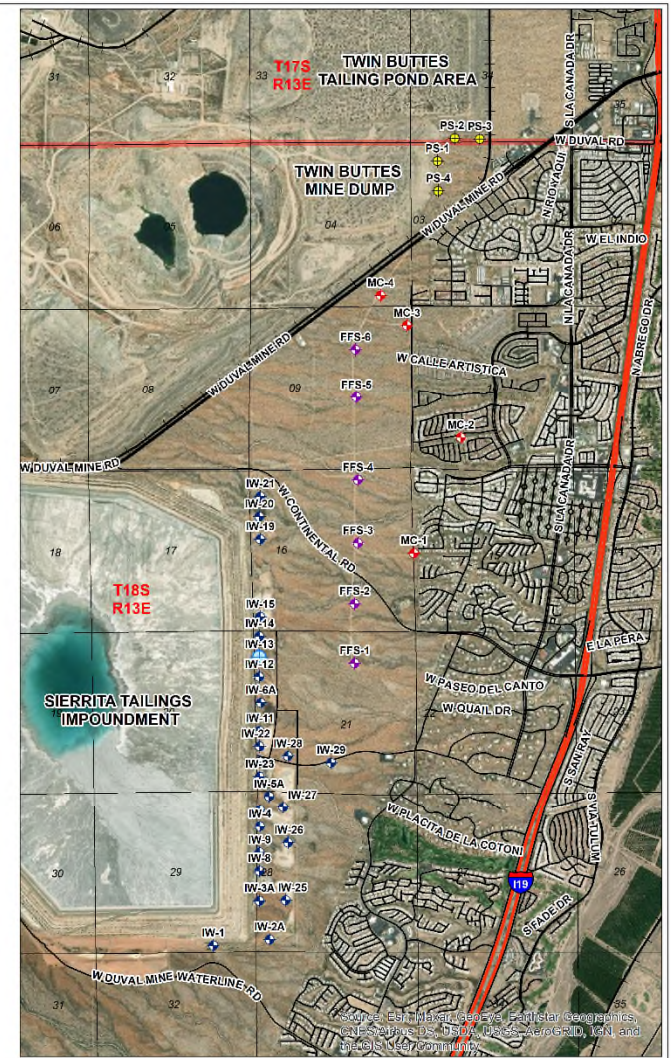 31
32
33
34
35
T17S
R13E
TWIN BUTTES
TAILING POND AREA
S LA CANADA DR
PS-2
PS-3
W DUVAL RD
PS-1
PS-4
TWIN BUTTES
MINE DUMP
N RIO YAQUI
W DUVAL MINE RD
06
05
04
03
W EL INDIO
N LA CANADA DR
N ABREGO DR
MC-4
MC-3
FFS-6
W CALLE ARTISTICA
W DUVAL MINE RD
07
08
09
FFS-5
MC-2
W DUVAL MINE RD
FFS-4
S LA CANADA DR
IW-21
IW-20
IW-19
W CONTINENTAL RD
18
17
16
FFS-3
MC-1
T18S
R13E
FFS-2
IW-15
IW-14
IW-13
IW-12
FFS-1
E LA PERA
SIERRITA TAILINGS
IMPOUNDMENT
IW-6A
W PASEO DEL CANTO
W QUAIL DR
IW-11
21
22
23
IW-22
IW-28
IW-29
IW-23
S SAN RAY
IW-5A
IW-27
S VIA TULUM
IW-4
W PLACITA DE LA COTONI
IW-9
IW-26
IW-8
30
29
28
26
I19
IW-3A
IW-25
S FADE DR
IW-1
IW-2A
W DUVAL MINE WATERLINE RD
31
32
35
Source: Esri, Maxar, GeoEye, Earthstar Geographics,
CNES/Airbus DS, USDA, USGS, AeroGRID, IGN, and
the GIS User Community